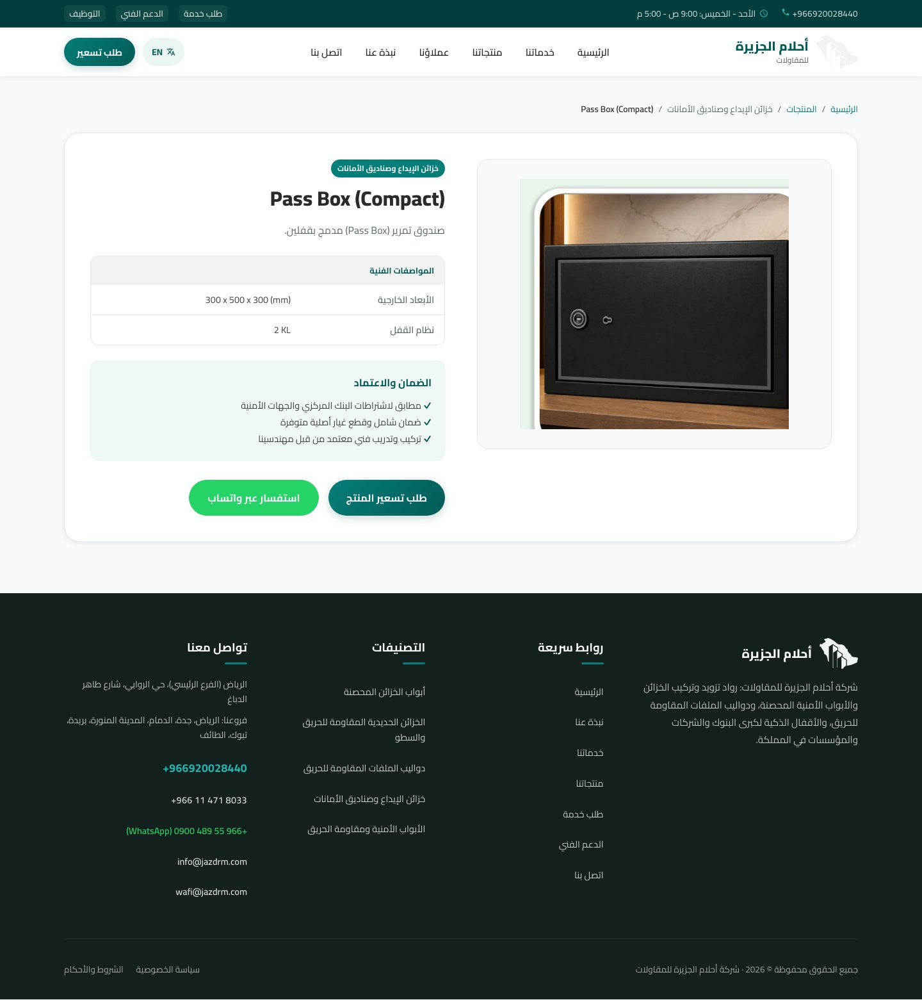 +966920028440
الأحد - الخميس: 9:00 ص - 5:00 م
طلب خدمة
الدعم الفني
التوظيف
أحلام الجزيرة
للمقاولات
الرئيسية
خدماتنا
منتجاتنا
عملاؤنا
نبذة عنا
اتصل بنا
EN
طلب تسعير
الرئيسية / المنتجات / خزائن الإيداع وصناديق الأمانات / Pass Box (Compact)
خزائن الإيداع وصناديق الأمانات
Pass Box (Compact)
صندوق تمرير (Pass Box) مدمج بقفلين.
المواصفات الفنية
الأبعاد الخارجية 300 x 500 x 300 (mm)
نظام القفل 2 KL
الضمان والاعتماد
مطابق لاشتراطات البنك المركزي والجهات الأمنية
ضمان شامل وقطع غيار أصلية متوفرة
تركيب وتدريب فني معتمد من قبل مهندسينا
طلب تسعير المنتج
استفسار عبر واتساب
أحلام الجزيرة
شركة أحلام الجزيرة للمقاولات: رواد تزويد وتركيب الخزائن
والأبواب الأمنية المحصنة، ودواليب الملفات المقاومة
للحريق، والأقفال الذكية لكبرى البنوك والشركات
والمؤسسات في المملكة.
روابط سريعة
الرئيسية
نبذة عنا
خدماتنا
منتجاتنا
طلب خدمة
الدعم الفني
اتصل بنا
التصنيفات
أبواب الخزائن المحصنة
الخزائن الحديدية المقاومة للحريق
والسطو
دواليب الملفات المقاومة للحريق
خزائن الإيداع وصناديق الأمانات
الأبواب الأمنية ومقاومة الحريق
تواصل معنا
الرياض (الفرع الرئيسي)، حي الروابي، شارع طاهر
الدباغ
فروعنا: الرياض، جدة، الدمام، المدينة المنورة، بريدة،
تبوك، الطائف
+966920028440
+966 11 471 8033
(WhatsApp) 0900 489 55 966+
info@jazdrm.com
wafi@jazdrm.com
جميع الحقوق محفوظة © 2026 · شركة أحلام الجزيرة للمقاولات
سياسة الخصوصية
الشروط والأحكام